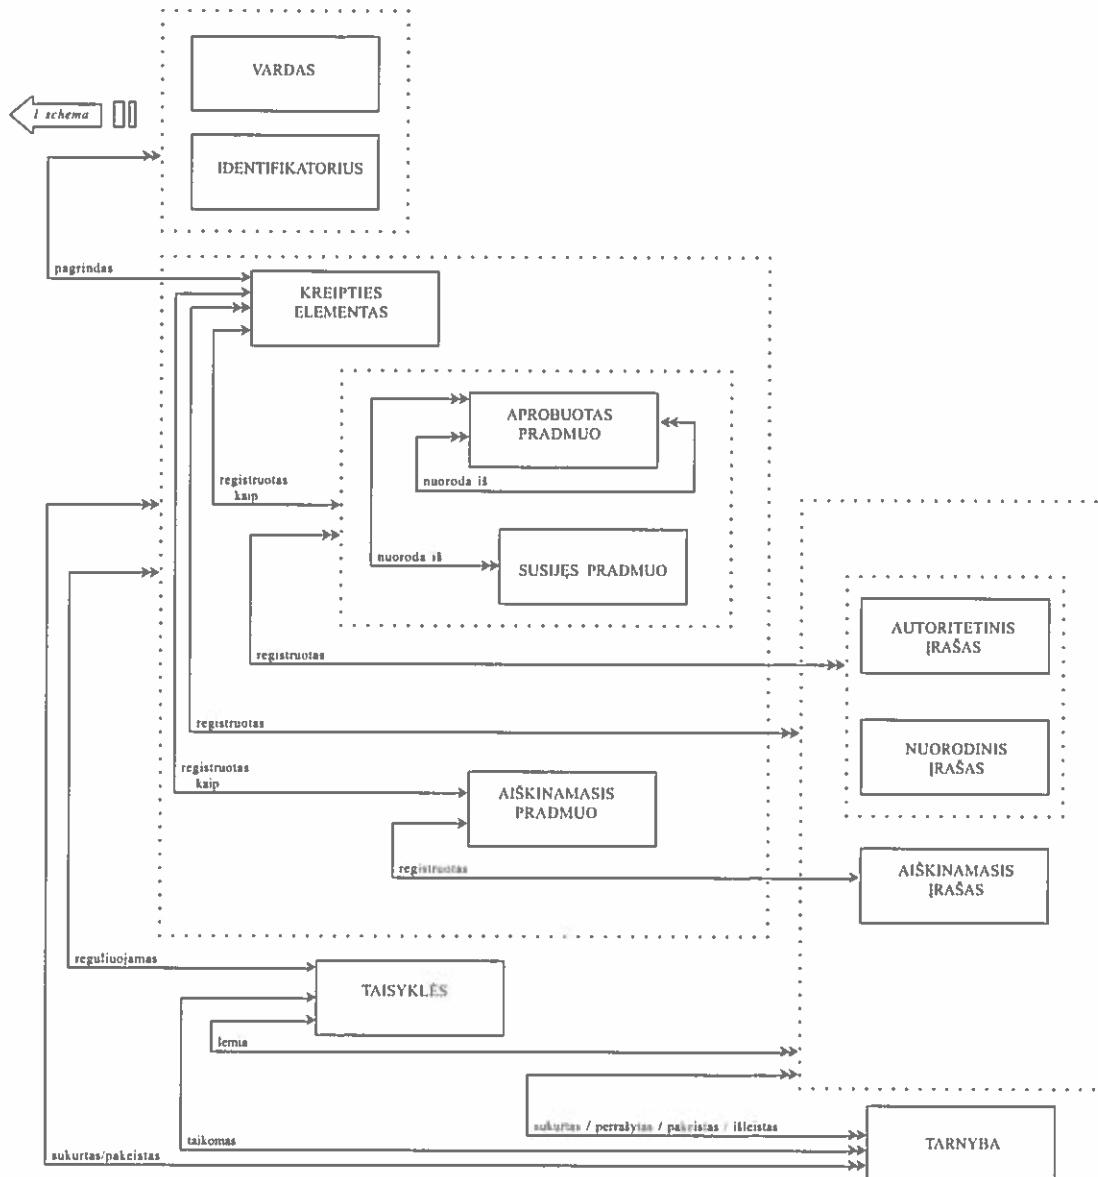 VARDAS
1 schema
IDENTIFIKATORIUS
pagrindas
KREIPTIES
ELEMENTAS
APROBUOTAS
PRADMUO
registruotas
kaip
nuoroda iš
nuoroda iš
SUSIJĘS PRADMUO
AUTORITETINIS
ĮRAŠAS
registruotas
registruotas
NUORODINIS
ĮRAŠAS
registruotas
kaip
AIŠKINAMASIS
PRADMUO
registruotas
AIŠKINAMASIS
ĮRAŠAS
reguliuojamas
TAISYKLĖS
lemia
sukurtas / perrašytas / pakeistas / išleistas
taikomas
TARNYBA
sukurtas/pakeistas